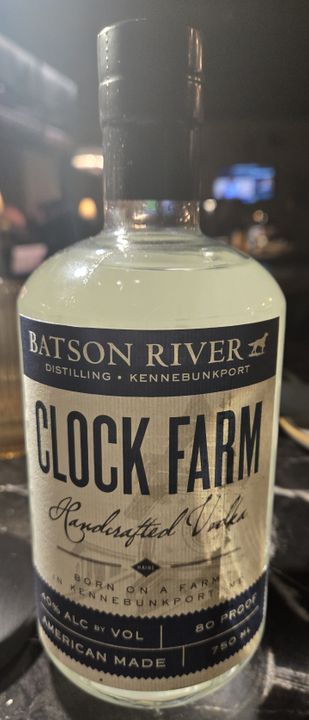 BATSON RIVER
DISTILLING • KENNEBUNKPORT
CLOCK FARM
Handcrafted Vodka
MAINE
BORN ON A FARM
IN KENNEBUNKPORT, ME
40% ALC BY VOL | 80 PROOF
AMERICAN MADE | 750 ML